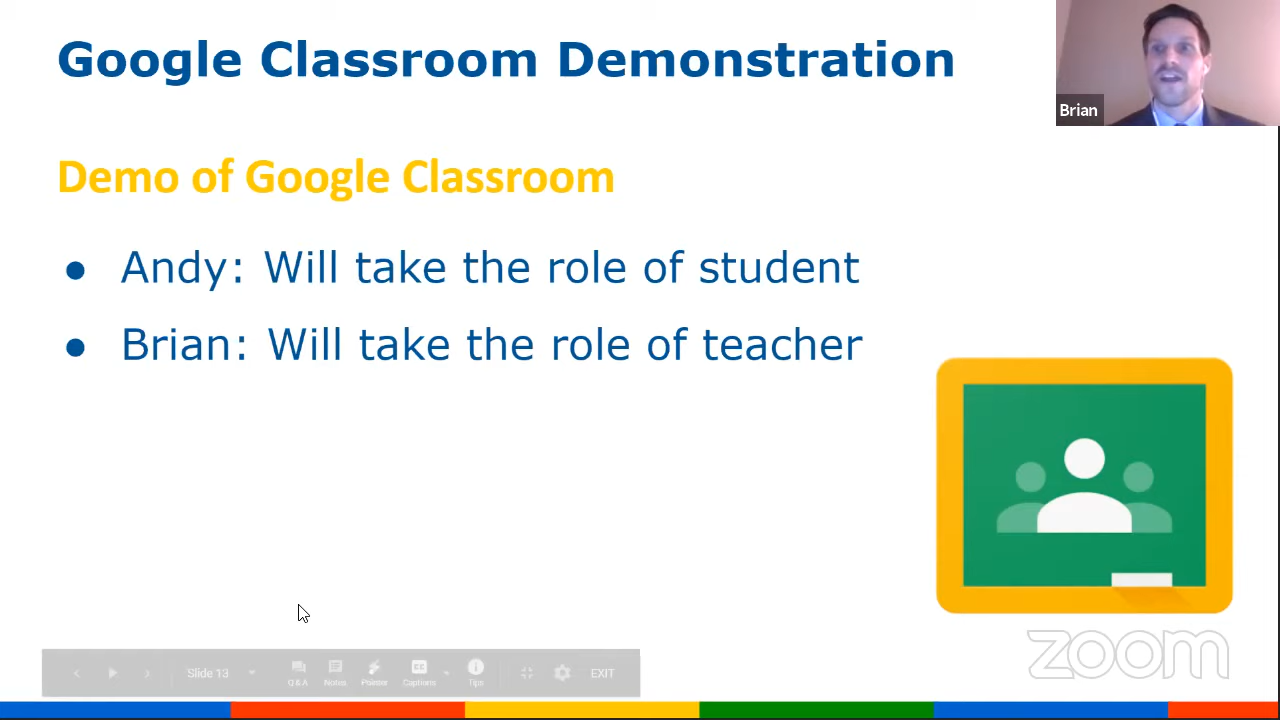 Google Classroom Demonstration
Brian
Demo of Google Classroom
● Andy: Will take the role of student
● Brian: Will take the role of teacher
zoom
Slide 13
Q & A
Notes
Pointer
CC
Captions
Tips
EXIT